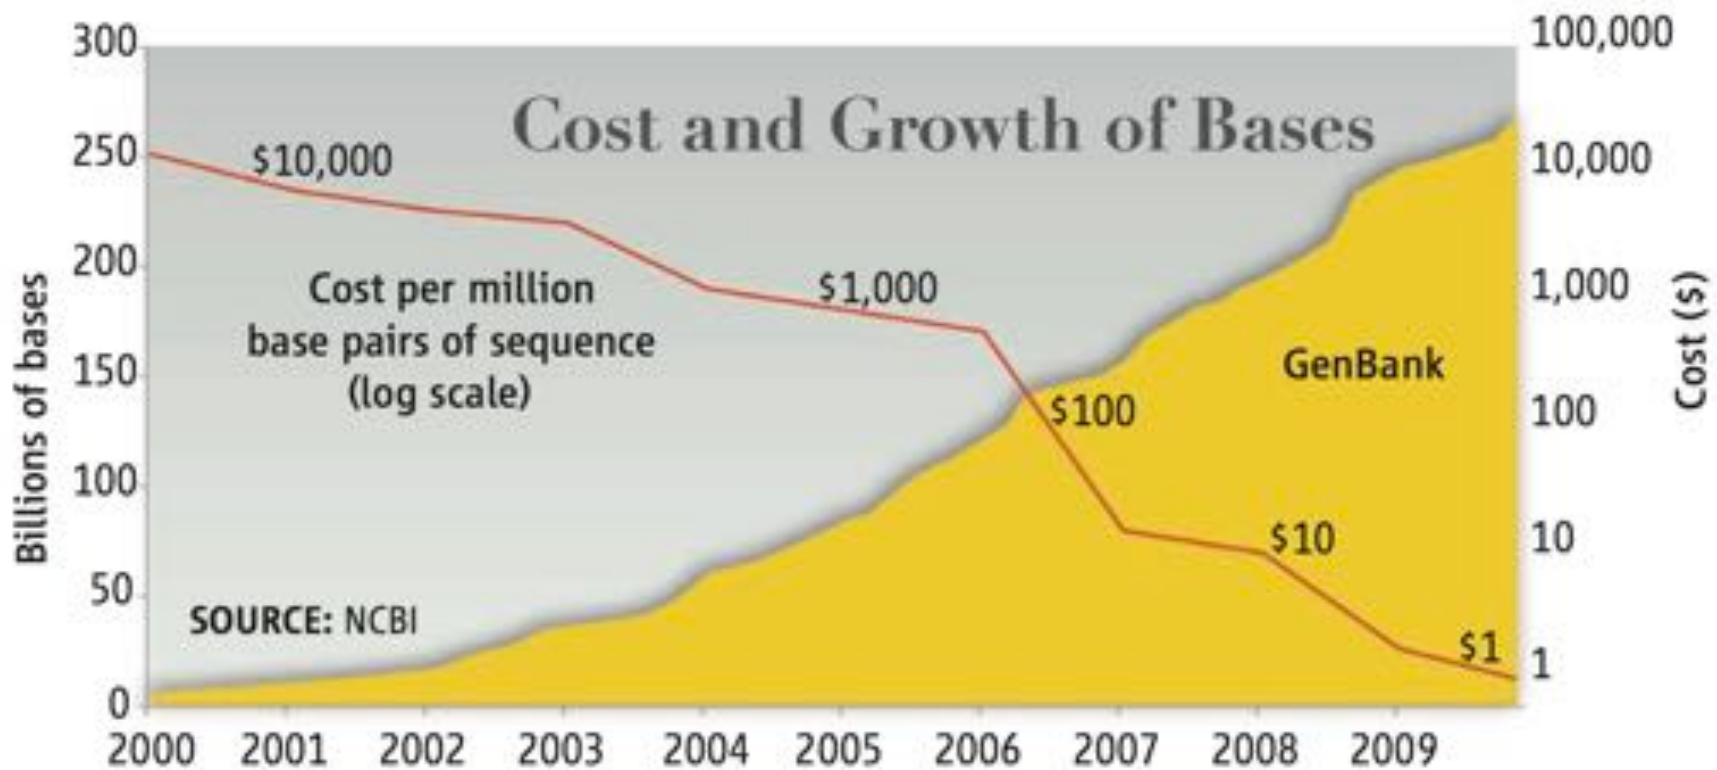 Cost and Growth of Bases
Billions of bases
300
250
200
150
100
50
0
$10,000
$1,000
$100
$10
$1
Cost per million
base pairs of sequence
(log scale)
GenBank
SOURCE: NCBI
100,000
10,000
1,000
100
10
1
Cost ($)
2000 2001 2002 2003 2004 2005 2006 2007 2008 2009